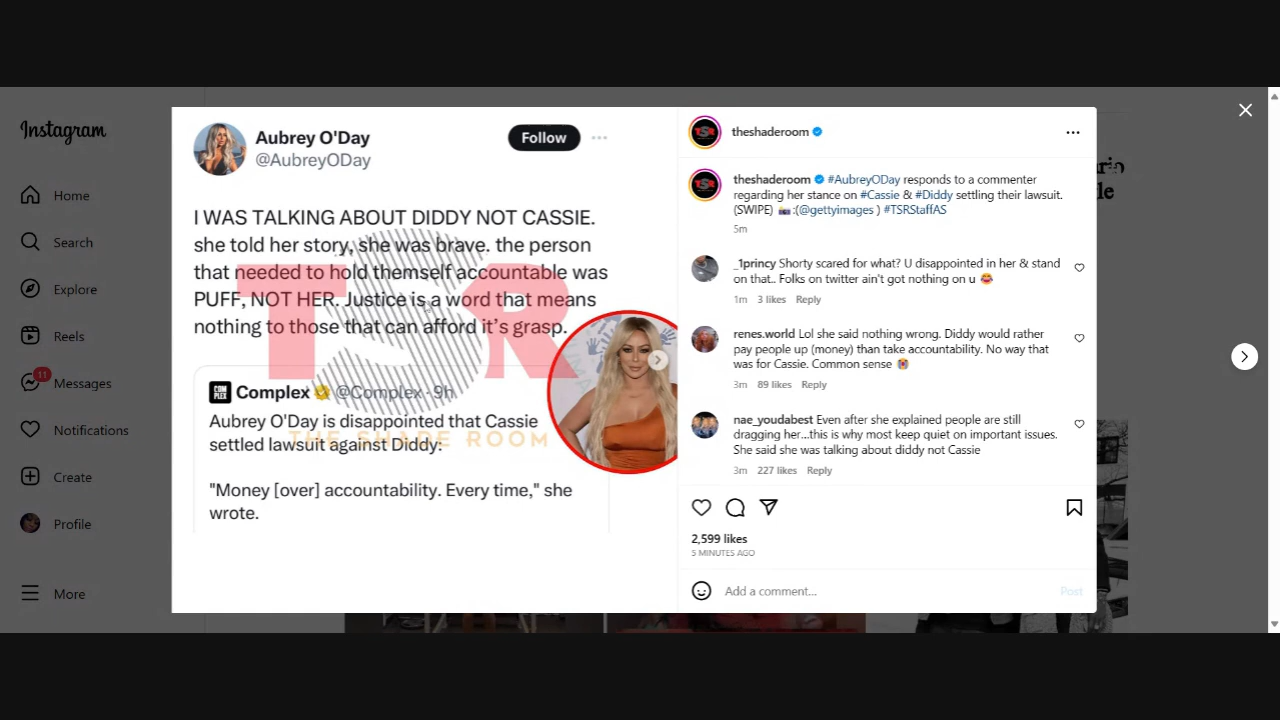 Instagram
Home
Search
Explore
Reels
11
Messages
Notifications
Create
Profile
More
Aubrey O'Day
@AubreyODay
Follow
I WAS TALKING ABOUT DIDDY NOT CASSIE.
she told her story, she was brave. the person
that needed to hold themself accountable was
PUFF, NOT HER. Justice is a word that means
nothing to those that can afford it's grasp.
TSR
THE SHADE ROOM
COMPLEX
Complex @Complex · 9h
Aubrey O'Day is disappointed that Cassie
settled lawsuit against Diddy:
"Money [over] accountability. Every time," she
wrote.
TSR
theshaderoom
TSR
theshaderoom #AubreyODay responds to a commenter
regarding her stance on #Cassie & #Diddy settling their lawsuit.
(SWIPE) 📸:(@gettyimages ) #TSRStaffAS
5m
_1princy Shorty scared for what? U disappointed in her & stand
on that.. Folks on twitter ain't got nothing on u 😂
1m 3 likes Reply
renes.world Lol she said nothing wrong. Diddy would rather
pay people up (money) than take accountability. No way that
was for Cassie. Common sense 😭
3m 89 likes Reply
nae_youdabest Even after she explained people are still
dragging her...this is why most keep quiet on important issues.
She said she was talking about diddy not Cassie
3m 227 likes Reply
2,599 likes
5 MINUTES AGO
Add a comment...
Post